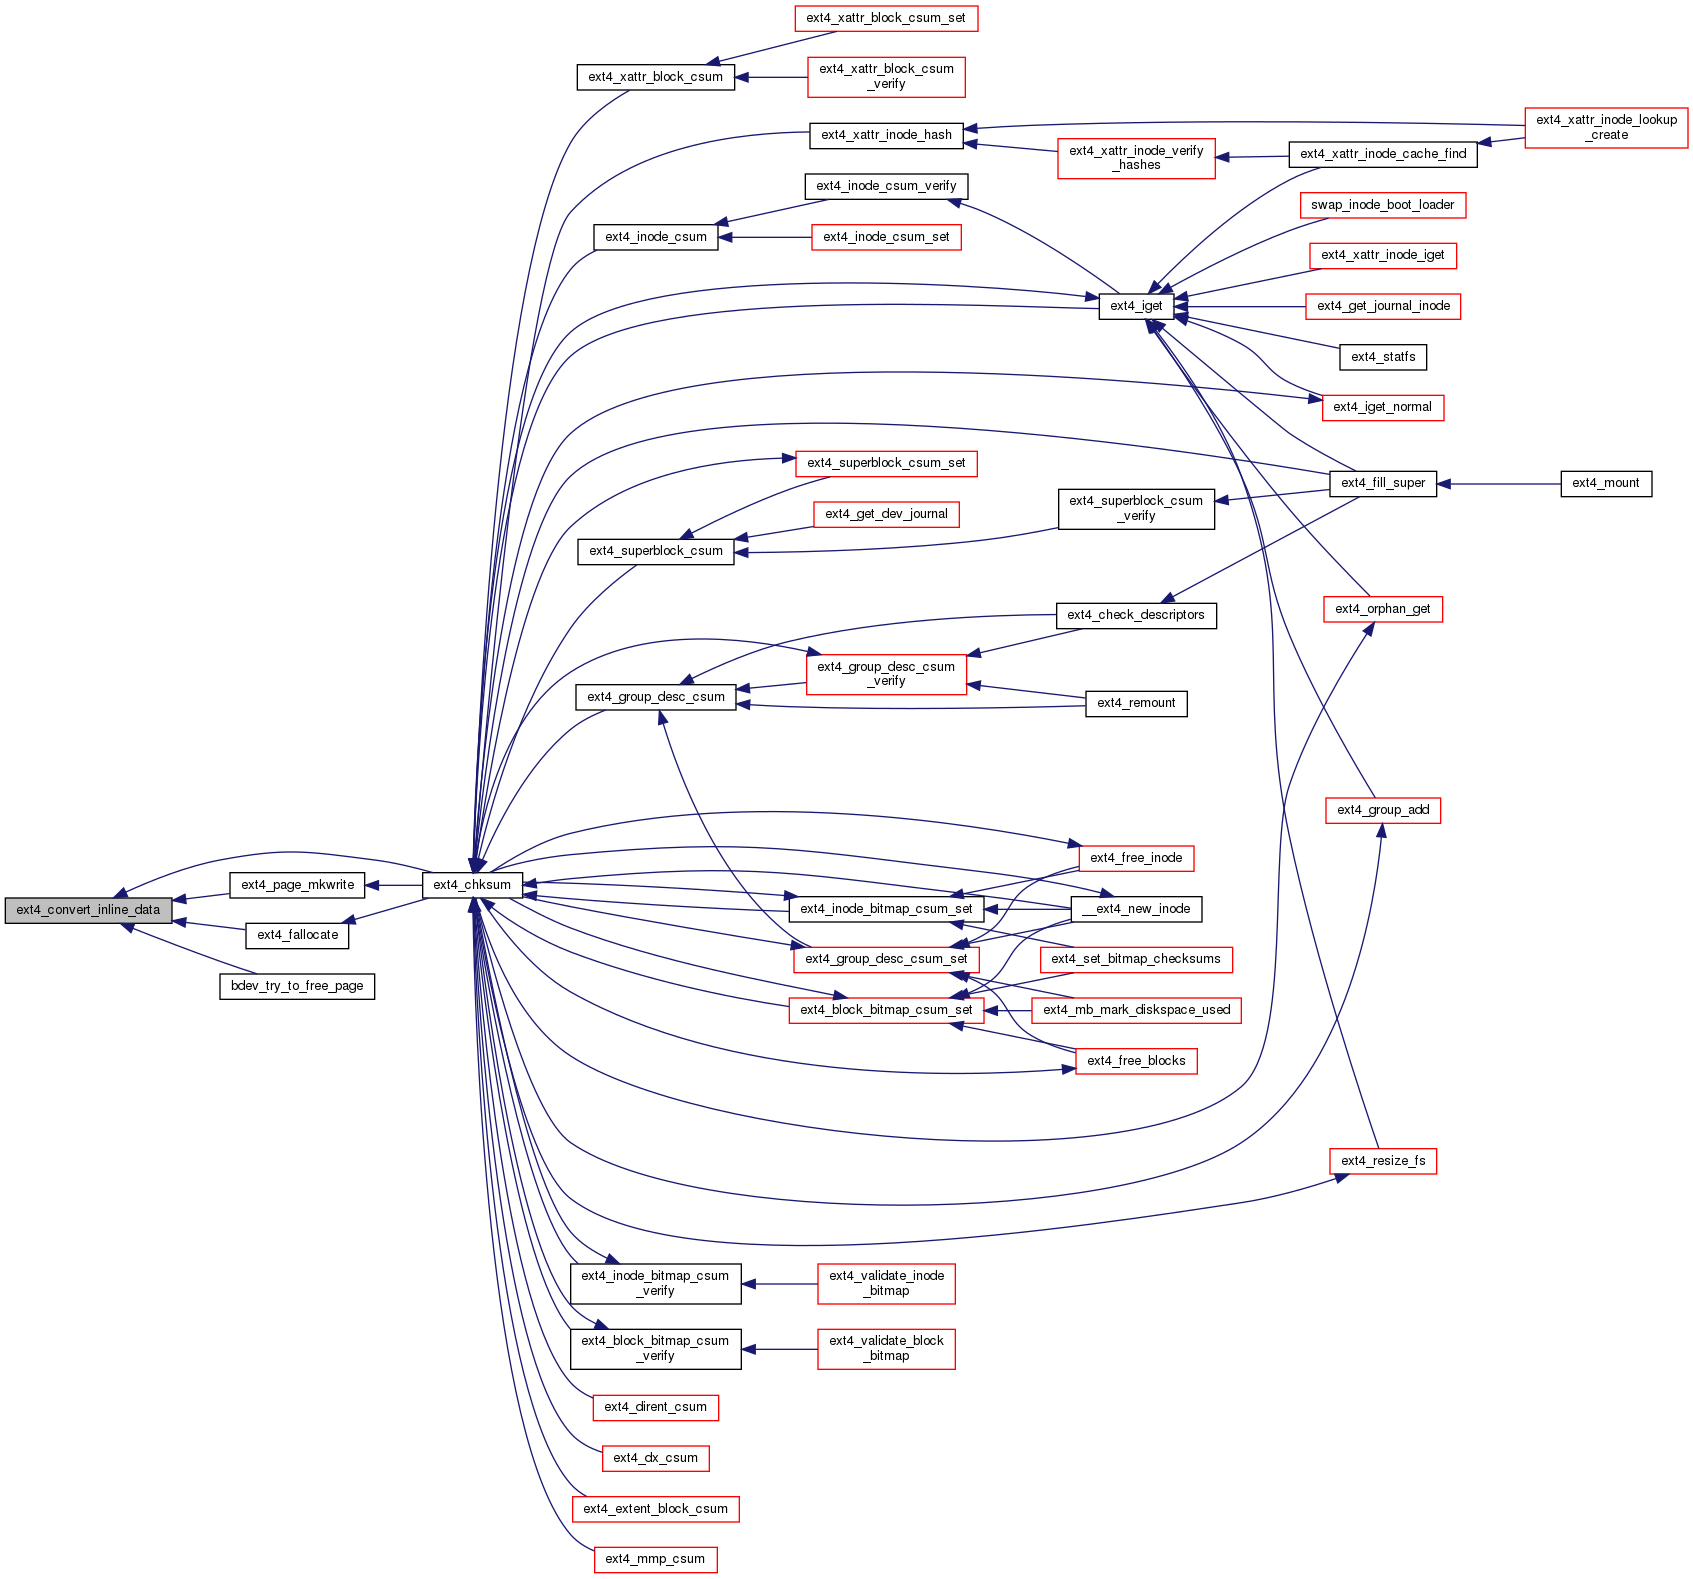 ext4_xattr_block_csum_set
ext4_xattr_block_csum
ext4_xattr_block_csum
_verify
ext4_xattr_inode_hash
ext4_xattr_inode_lookup
_create
ext4_xattr_inode_verify
_hashes
ext4_xattr_inode_cache_find
ext4_inode_csum_verify
swap_inode_boot_loader
ext4_inode_csum
ext4_inode_csum_set
ext4_xattr_inode_iget
ext4_iget
ext4_get_journal_inode
ext4_statfs
ext4_iget_normal
ext4_superblock_csum_set
ext4_fill_super
ext4_mount
ext4_superblock_csum
_verify
ext4_get_dev_journal
ext4_superblock_csum
ext4_check_descriptors
ext4_orphan_get
ext4_group_desc_csum
_verify
ext4_group_desc_csum
ext4_remount
ext4_group_add
ext4_free_inode
ext4_page_mkwrite
ext4_chksum
ext4_convert_inline_data
ext4_inode_bitmap_csum_set
__ext4_new_inode
ext4_fallocate
ext4_group_desc_csum_set
ext4_set_bitmap_checksums
bdev_try_to_free_page
ext4_block_bitmap_csum_set
ext4_mb_mark_diskspace_used
ext4_free_blocks
ext4_resize_fs
ext4_inode_bitmap_csum
_verify
ext4_validate_inode
_bitmap
ext4_block_bitmap_csum
_verify
ext4_validate_block
_bitmap
ext4_dirent_csum
ext4_dx_csum
ext4_extent_block_csum
ext4_mmp_csum